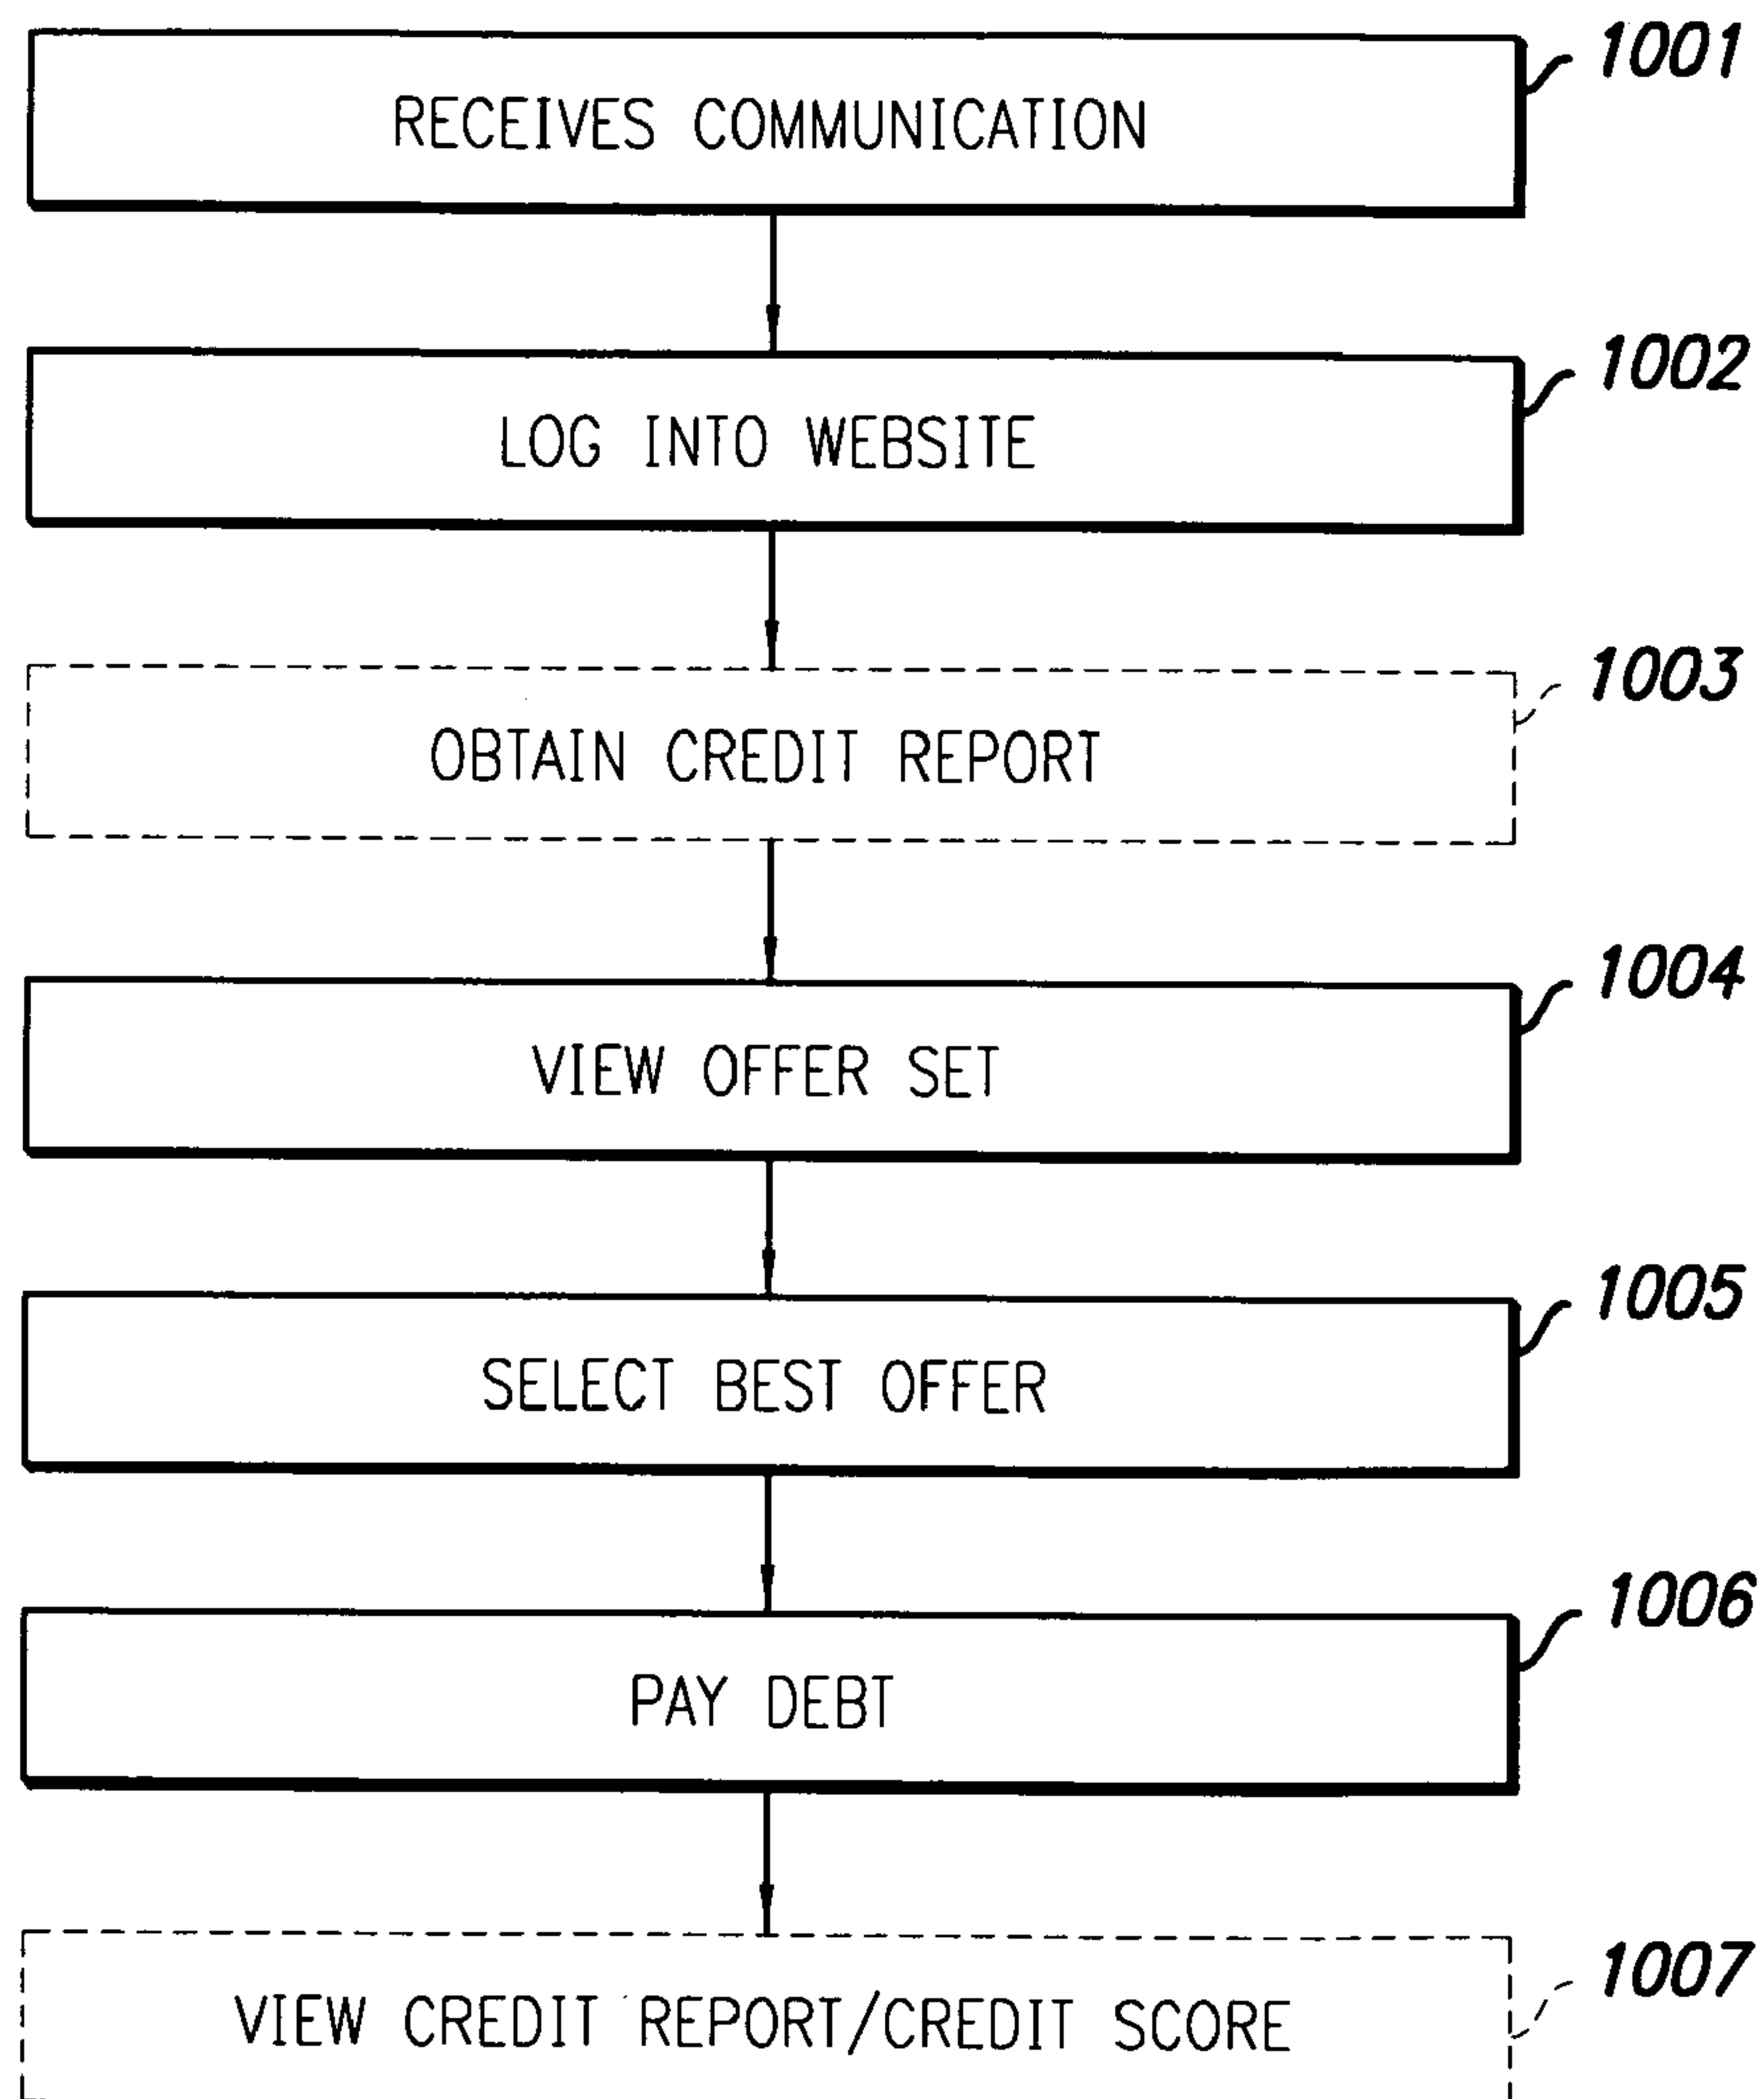 1001
RECEIVES COMMUNICATION
1002
LOG INTO WEBSITE
1003
OBTAIN CREDIT REPORT
1004
VIEW OFFER SET
1005
SELECT BEST OFFER
1006
PAY DEBT
1007
VIEW CREDIT REPORT/CREDIT SCORE